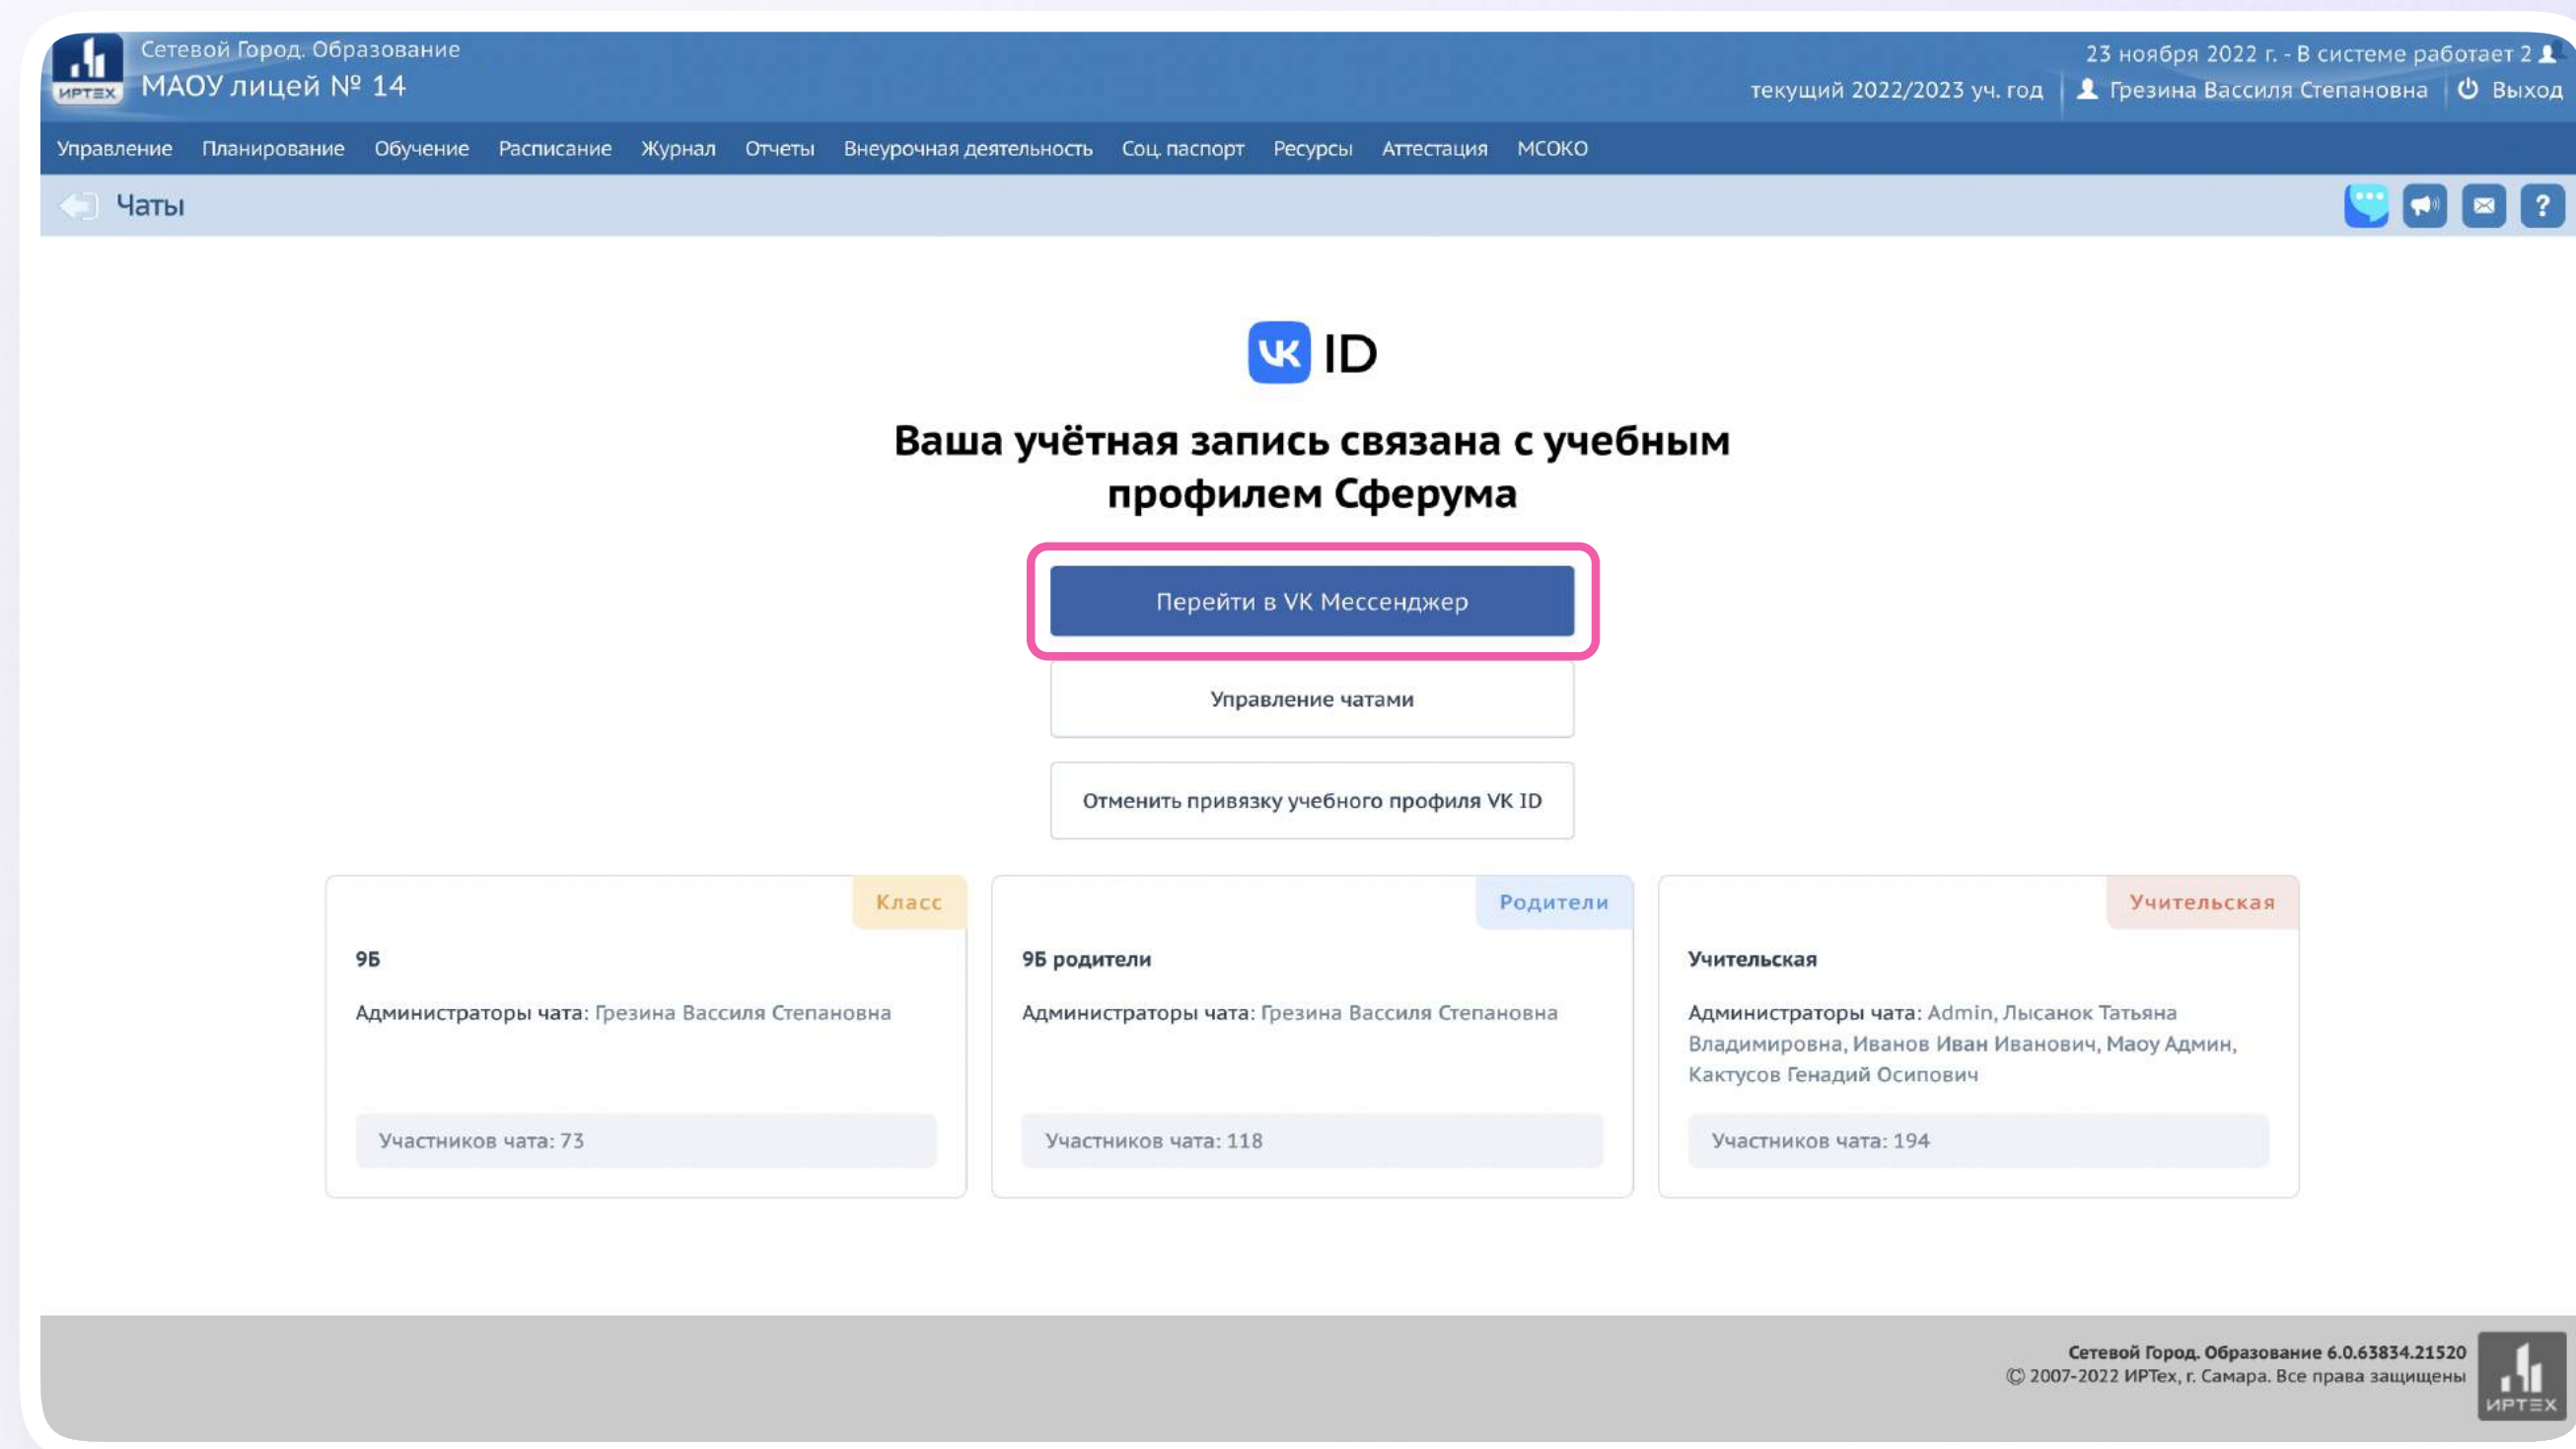 Сетевой Город. Образование
МАОУ лицей № 14
ИРТЕХ
23 ноября 2022 г. - В системе работает 2
текущий 2022/2023 уч. год Грезина Вассиля Степановна Выход
Управление Планирование Обучение Расписание Журнал Отчеты Внеурочная деятельность Соц. паспорт Ресурсы Аттестация МСОКО
Чаты
?
VK ID
Ваша учётная запись связана с учебным
профилем Сферума
Перейти в VK Мессенджер
Управление чатами
Отменить привязку учебного профиля VK ID
Класс
9Б
Администраторы чата: Грезина Вассиля Степановна
Участников чата: 73
Родители
9Б родители
Администраторы чата: Грезина Вассиля Степановна
Участников чата: 118
Учительская
Учительская
Администраторы чата: Admin, Лысанок Татьяна
Владимировна, Иванов Иван Иванович, Маоу Админ,
Кактусов Генадий Осипович
Участников чата: 194
Сетевой Город. Образование 6.0.63834.21520
© 2007-2022 ИРТех, г. Самара. Все права защищены
ИРТЕХ